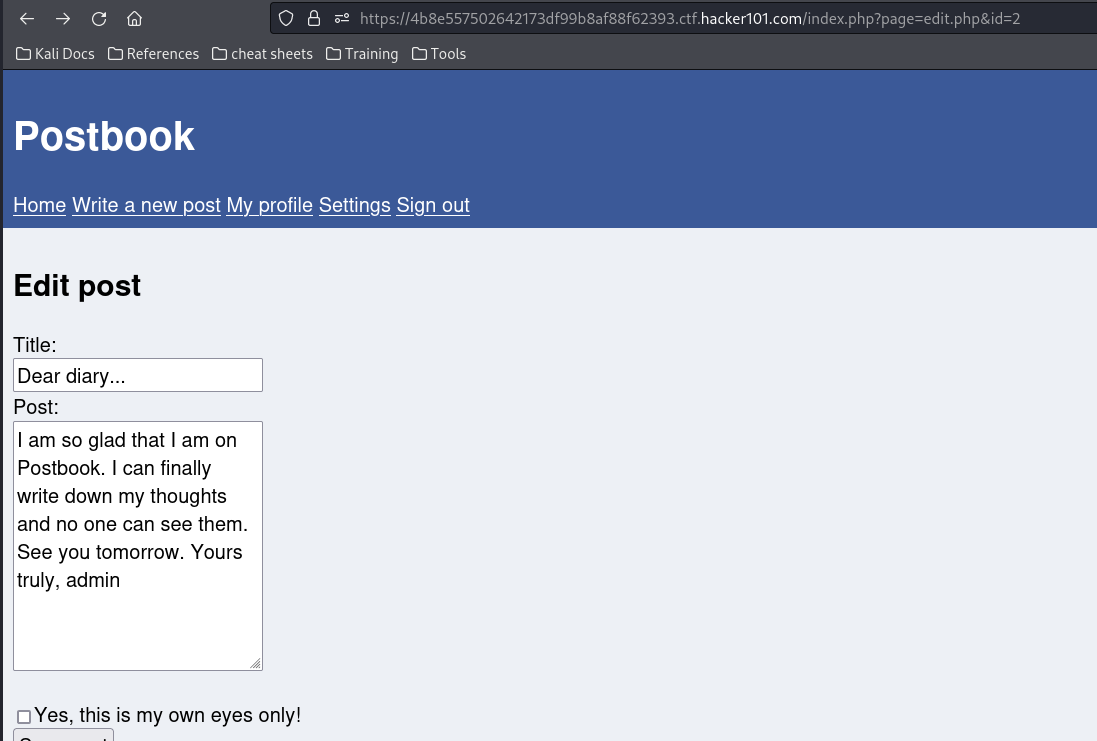 https://4b8e557502642173df99b8af88f62393.ctf.hacker101.com/index.php?page=edit.php&id=2
Kali Docs References cheat sheets Training Tools
Postbook
Home Write a new post My profile Settings Sign out
Edit post
Title:
Dear diary...
Post:
I am so glad that I am on
Postbook. I can finally
write down my thoughts
and no one can see them.
See you tomorrow. Yours
truly, admin
Yes, this is my own eyes only!